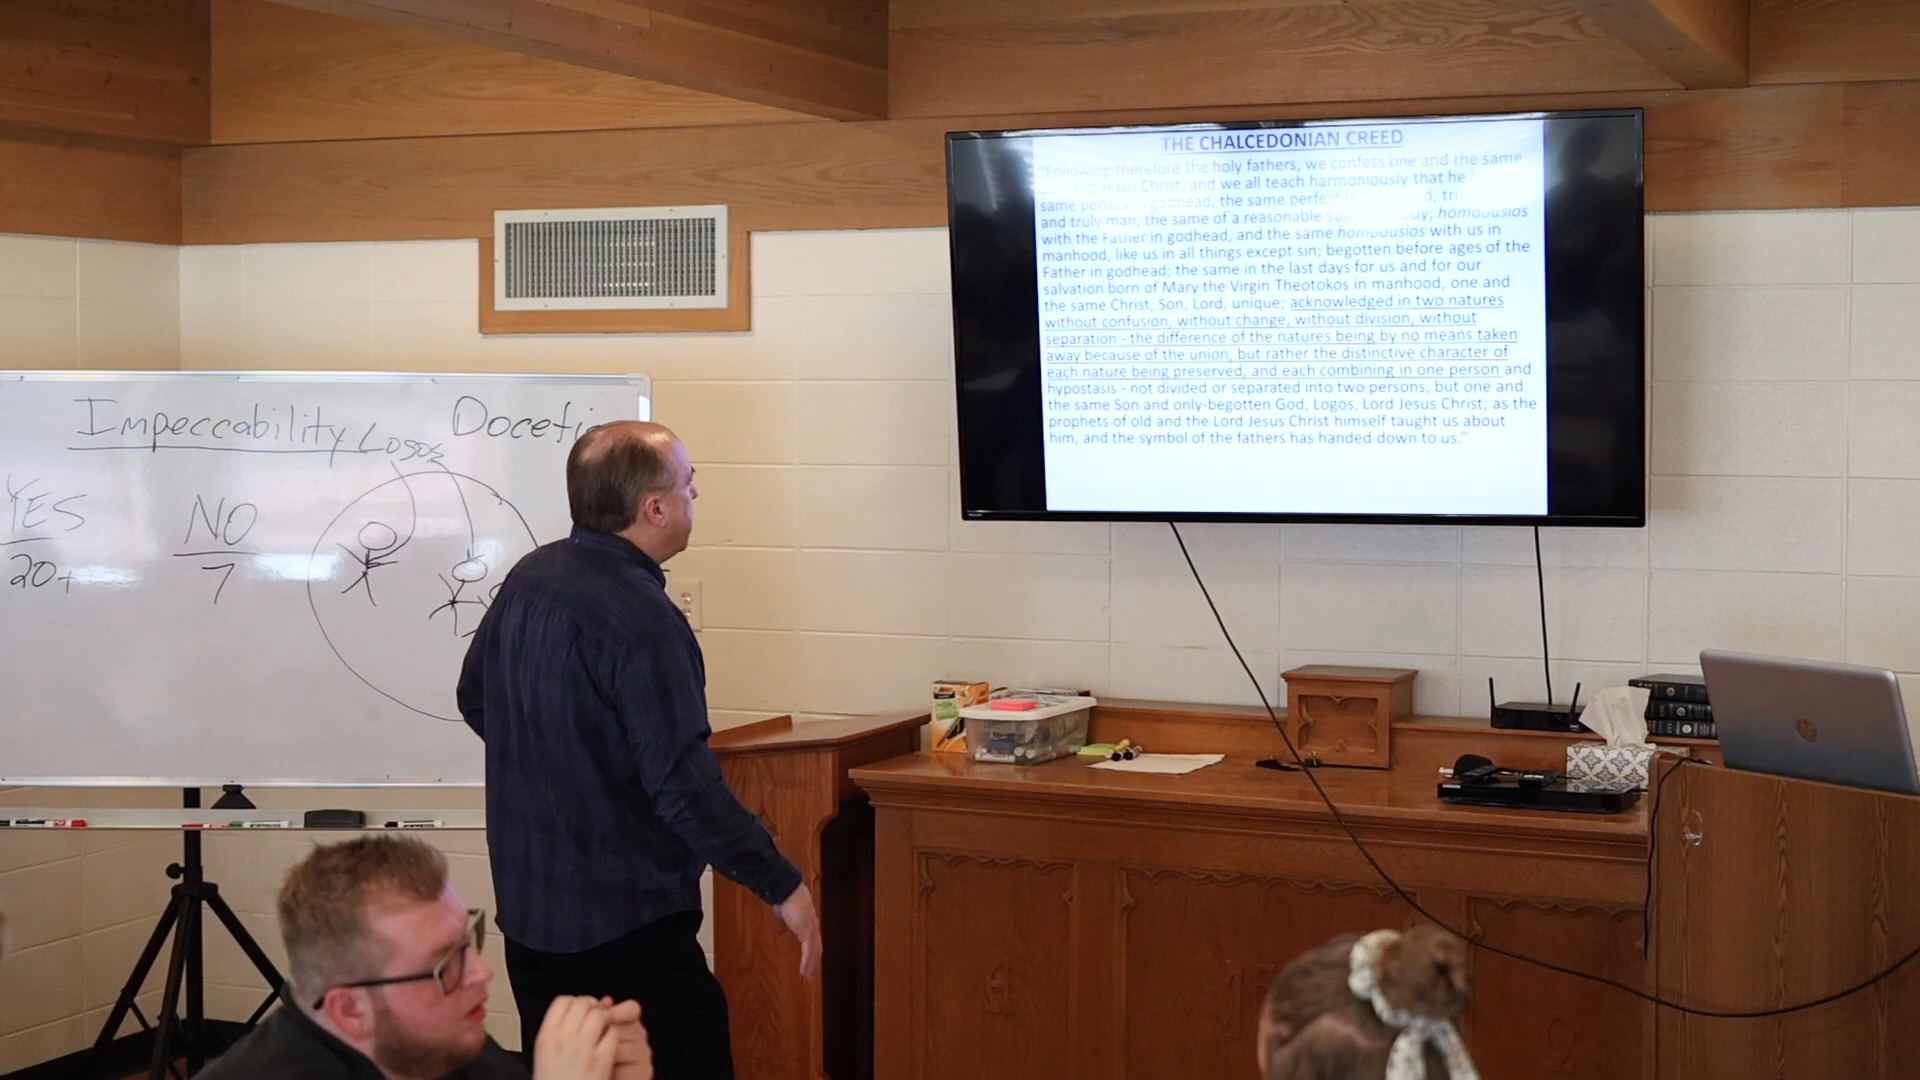 Impeccability
Logos
Docetis
YES
NO
20+
7
THE CHALCEDONIAN CREED
"Following therefore the holy fathers, we confess one and the same
Lord Jesus Christ, and we all teach harmoniously that he
same perfect in godhead, the same perfect
and truly man, the same of a reasonable
homoousios
with the Father in godhead, and the same homoousios with us in
manhood, like us in all things except sin; begotten before ages of the
Father in godhead; the same in the last days for us and for our
salvation born of Mary the Virgin Theotokos in manhood, one and
the same Christ, Son, Lord, unique; acknowledged in two natures
without confusion, without change, without division, without
separation - the difference of the natures being by no means taken
away because of the union, but rather the distinctive character of
each nature being preserved, and each combining in one person and
hypostasis - not divided or separated into two persons, but one and
the same Son and only-begotten God, Logos, Lord Jesus Christ; as the
prophets of old and the Lord Jesus Christ himself taught us about
him, and the symbol of the fathers has handed down to us."
hp